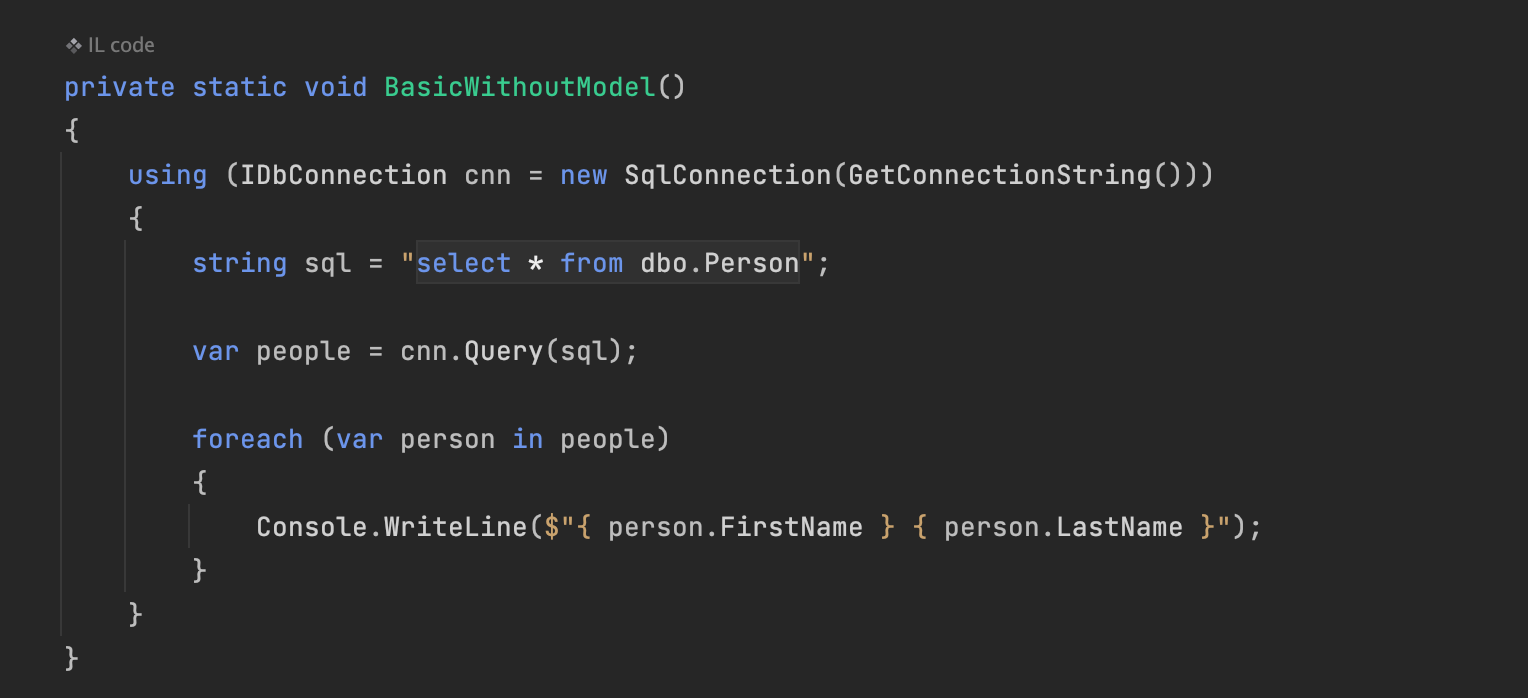 IL code
private static void BasicWithoutModel()
{
    using (IDbConnection cnn = new SqlConnection(GetConnectionString()))
    {
        string sql = "select * from dbo.Person";

        var people = cnn.Query(sql);

        foreach (var person in people)
        {
            Console.WriteLine($"{ person.FirstName } { person.LastName }");
        }
    }
}